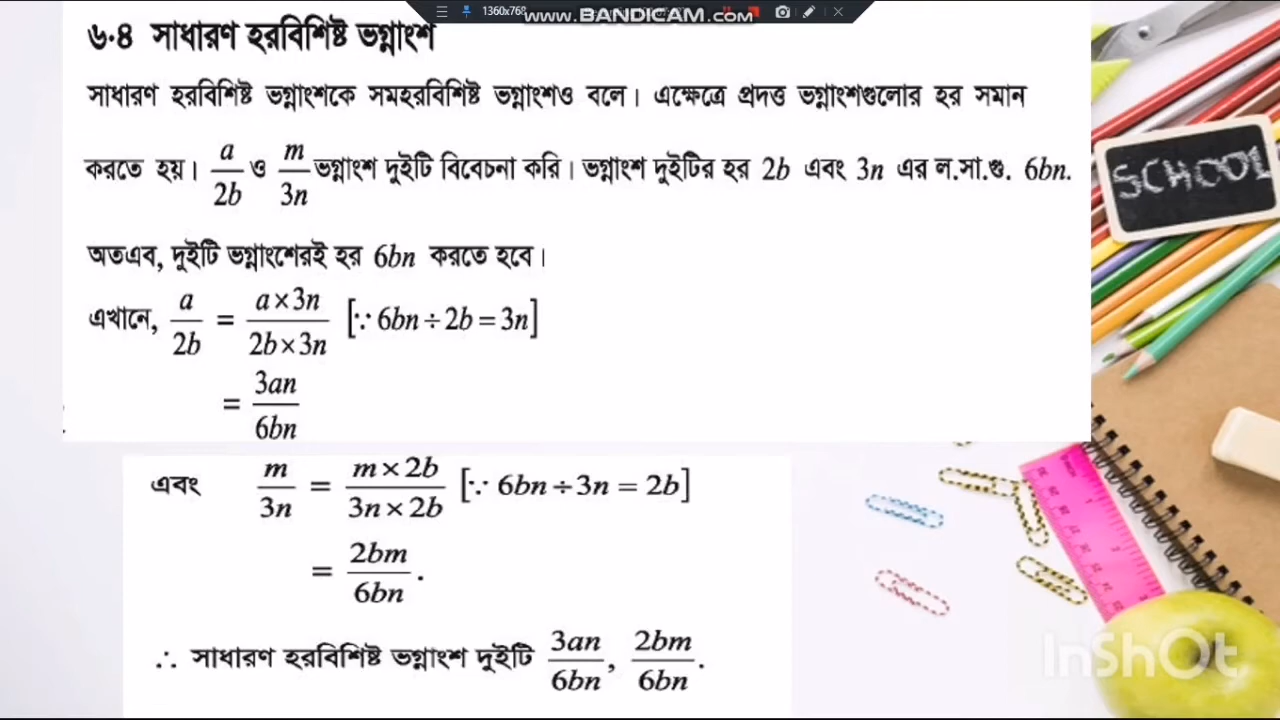 1360x768
www.BANDICAM.com
৬·৪ সাধারণ হরবিশিষ্ট ভগ্নাংশ
সাধারণ হরবিশিষ্ট ভগ্নাংশকে সমহরবিশিষ্ট ভগ্নাংশও বলে। এক্ষেত্রে প্রদত্ত ভগ্নাংশগুলোর হর সমান
করতে হয়। a/2b ও m/3n ভগ্নাংশ দুইটি বিবেচনা করি। ভগ্নাংশ দুইটির হর 2b এবং 3n এর ল.সা.গু. 6bn.
অতএব, দুইটি ভগ্নাংশেরই হর 6bn করতে হবে।
এখানে, a/2b = a×3n/2b×3n [∵ 6bn÷2b=3n]
= 3an/6bn
এবং m/3n = m×2b/3n×2b [∵ 6bn÷3n = 2b]
= 2bm/6bn.
∴ সাধারণ হরবিশিষ্ট ভগ্নাংশ দুইটি 3an/6bn, 2bm/6bn.
SCHOOL
InShOt